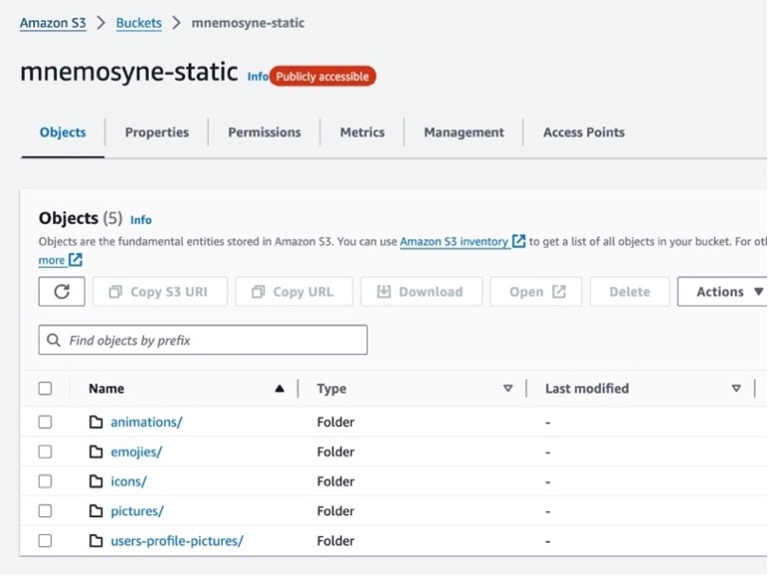 Amazon S3 > Buckets > mnemosyne-static
mnemosyne-static Info Publicly accessible
Objects Properties Permissions Metrics Management Access Points
Objects (5) Info
Objects are the fundamental entities stored in Amazon S3. You can use Amazon S3 inventory to get a list of all objects in your bucket. For
more
Copy S3 URI Copy URL Download Open Delete Actions
Find objects by prefix
Name Type Last modified
animations/ Folder -
emojies/ Folder -
icons/ Folder -
pictures/ Folder -
users-profile-pictures/ Folder -